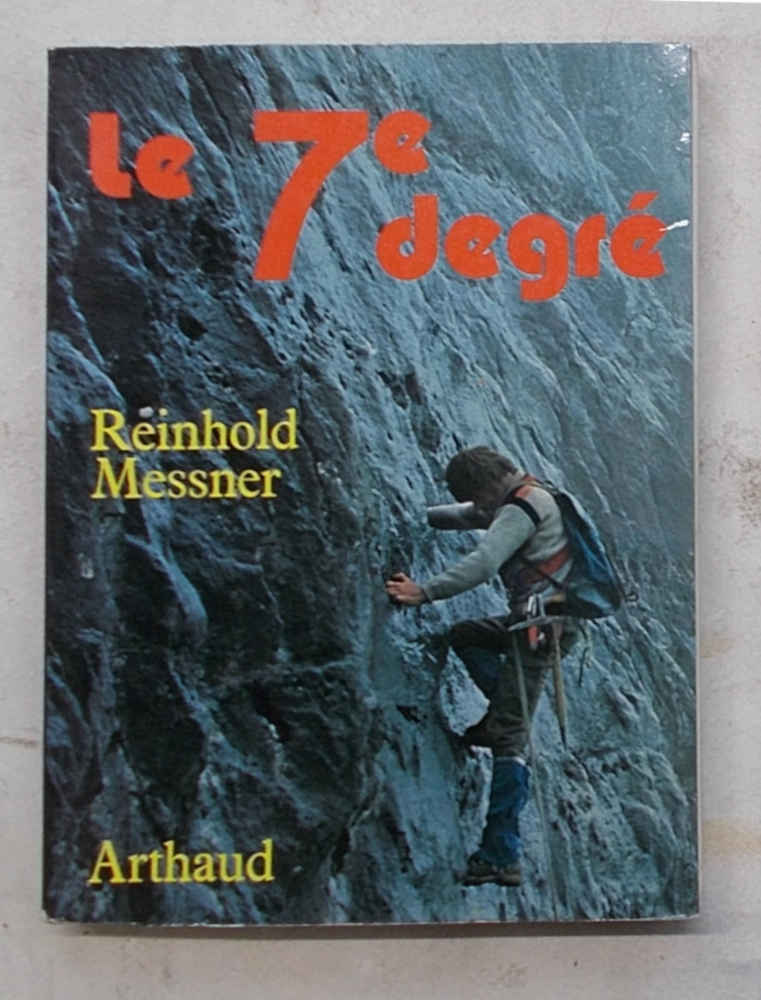 Le 7e
degré
Reinhold
Messner
Arthaud